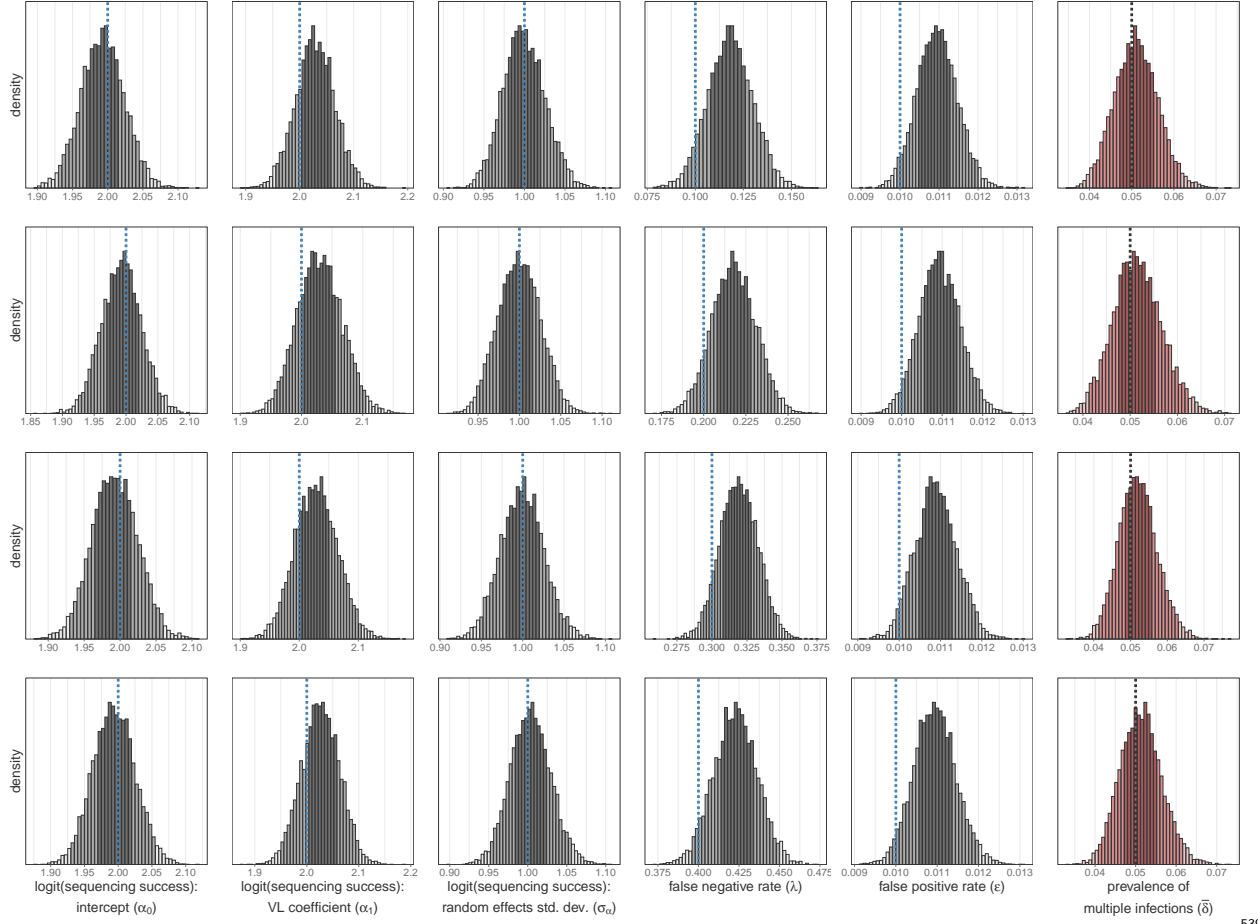 density
1.90 1.95 2.00 2.05 2.10
1.9 2.0 2.1 2.2
0.90 0.95 1.00 1.05 1.10
0.075 0.100 0.125 0.150
0.009 0.010 0.011 0.012 0.013
0.04 0.05 0.06 0.07
density
1.85 1.90 1.95 2.00 2.05 2.10
1.9 2.0 2.1
0.95 1.00 1.05 1.10
0.175 0.200 0.225 0.250
0.009 0.010 0.011 0.012 0.013
0.04 0.05 0.06 0.07
density
1.90 1.95 2.00 2.05 2.10
1.9 2.0 2.1
0.90 0.95 1.00 1.05 1.10
0.275 0.300 0.325 0.350 0.375
0.009 0.010 0.011 0.012 0.013
0.04 0.05 0.06 0.07
density
1.90 1.95 2.00 2.05 2.10
1.9 2.0 2.1 2.2
0.90 0.95 1.00 1.05 1.10
0.375 0.400 0.425 0.450 0.475
0.009 0.010 0.011 0.012 0.013
0.04 0.05 0.06 0.07
logit(sequencing success):
intercept (α₀)
logit(sequencing success):
VL coefficient (α₁)
logit(sequencing success):
random effects std. dev. (σα)
false negative rate (λ)
false positive rate (ε)
prevalence of
multiple infections (δ̅)